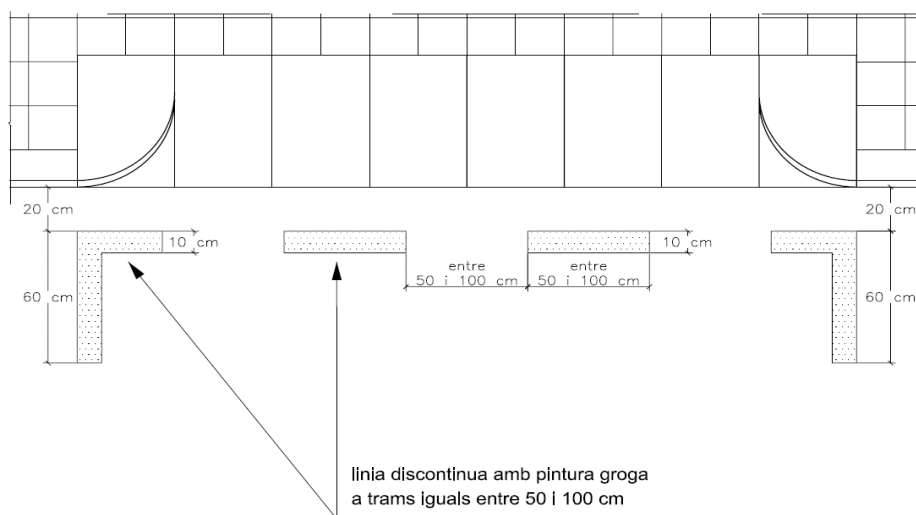 20 cm
20 cm
10 cm
10 cm
entre
50 i 100 cm
entre
50 i 100 cm
60 cm
60 cm
linia discontinua amb pintura groga
a trams iguals entre 50 i 100 cm